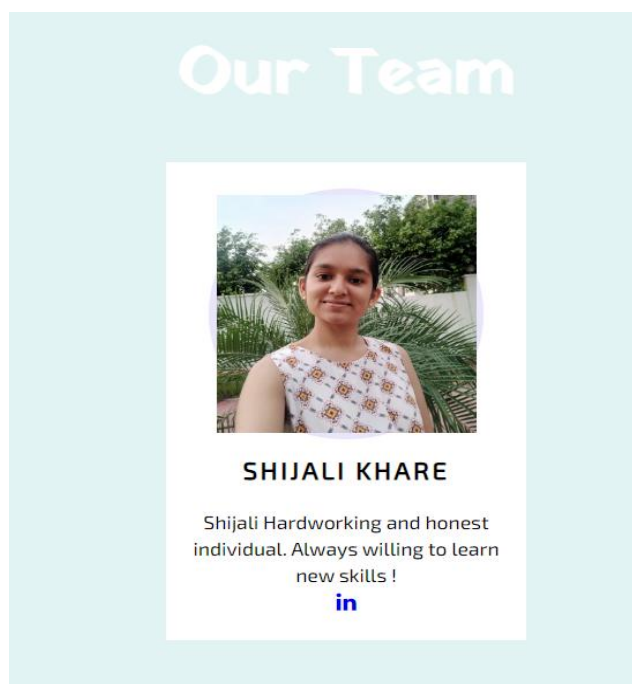 Our Team
SHIJALI KHARE
Shijali Hardworking and honest
individual. Always willing to learn
new skills !
in